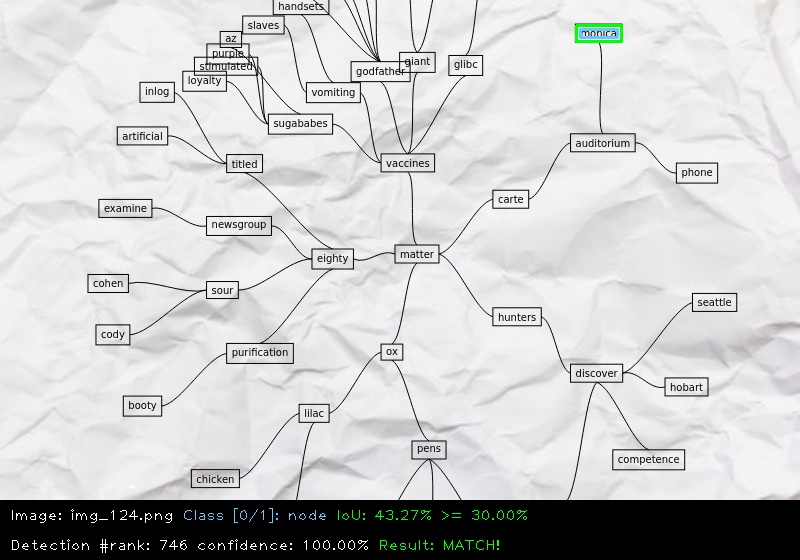 handsets
slaves
monica
az
purple
giant
glibc
stimulated
godfather
loyalty
inlog
vomiting
sugababes
artificial
auditorium
titled
vaccines
phone
carte
examine
newsgroup
matter
eighty
cohen
sour
seattle
hunters
cody
purification
ox
discover
hobart
booty
lilac
pens
competence
chicken
Image: img_124.png Class [0/1]: node IoU: 43.27% >= 30.00%
Detection #rank: 746 confidence: 100.00% Result: MATCH!